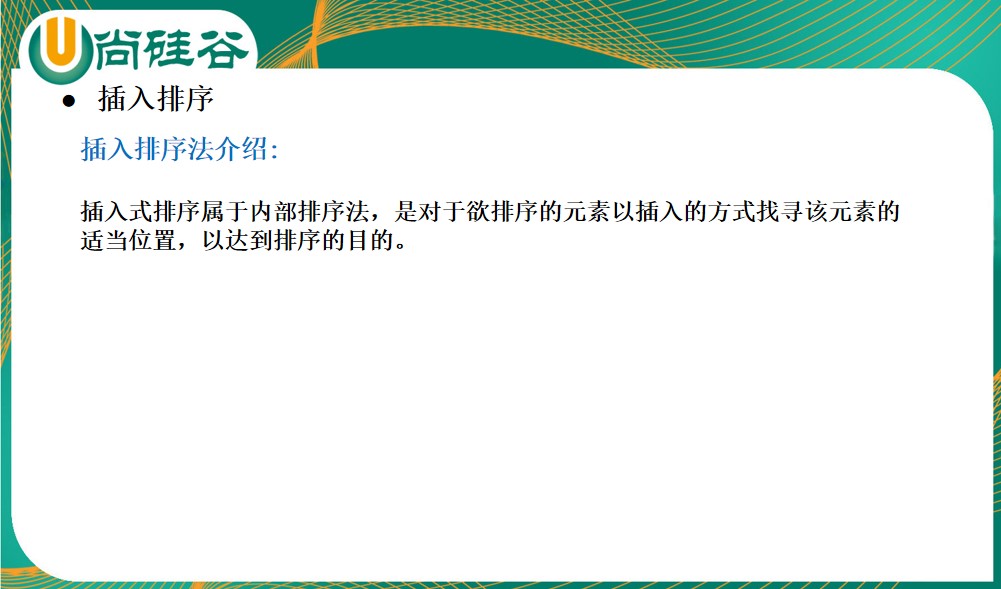 尚硅谷
● 插入排序
插入排序法介绍:
插入式排序属于内部排序法，是对于欲排序的元素以插入的方式找寻该元素的
适当位置，以达到排序的目的。